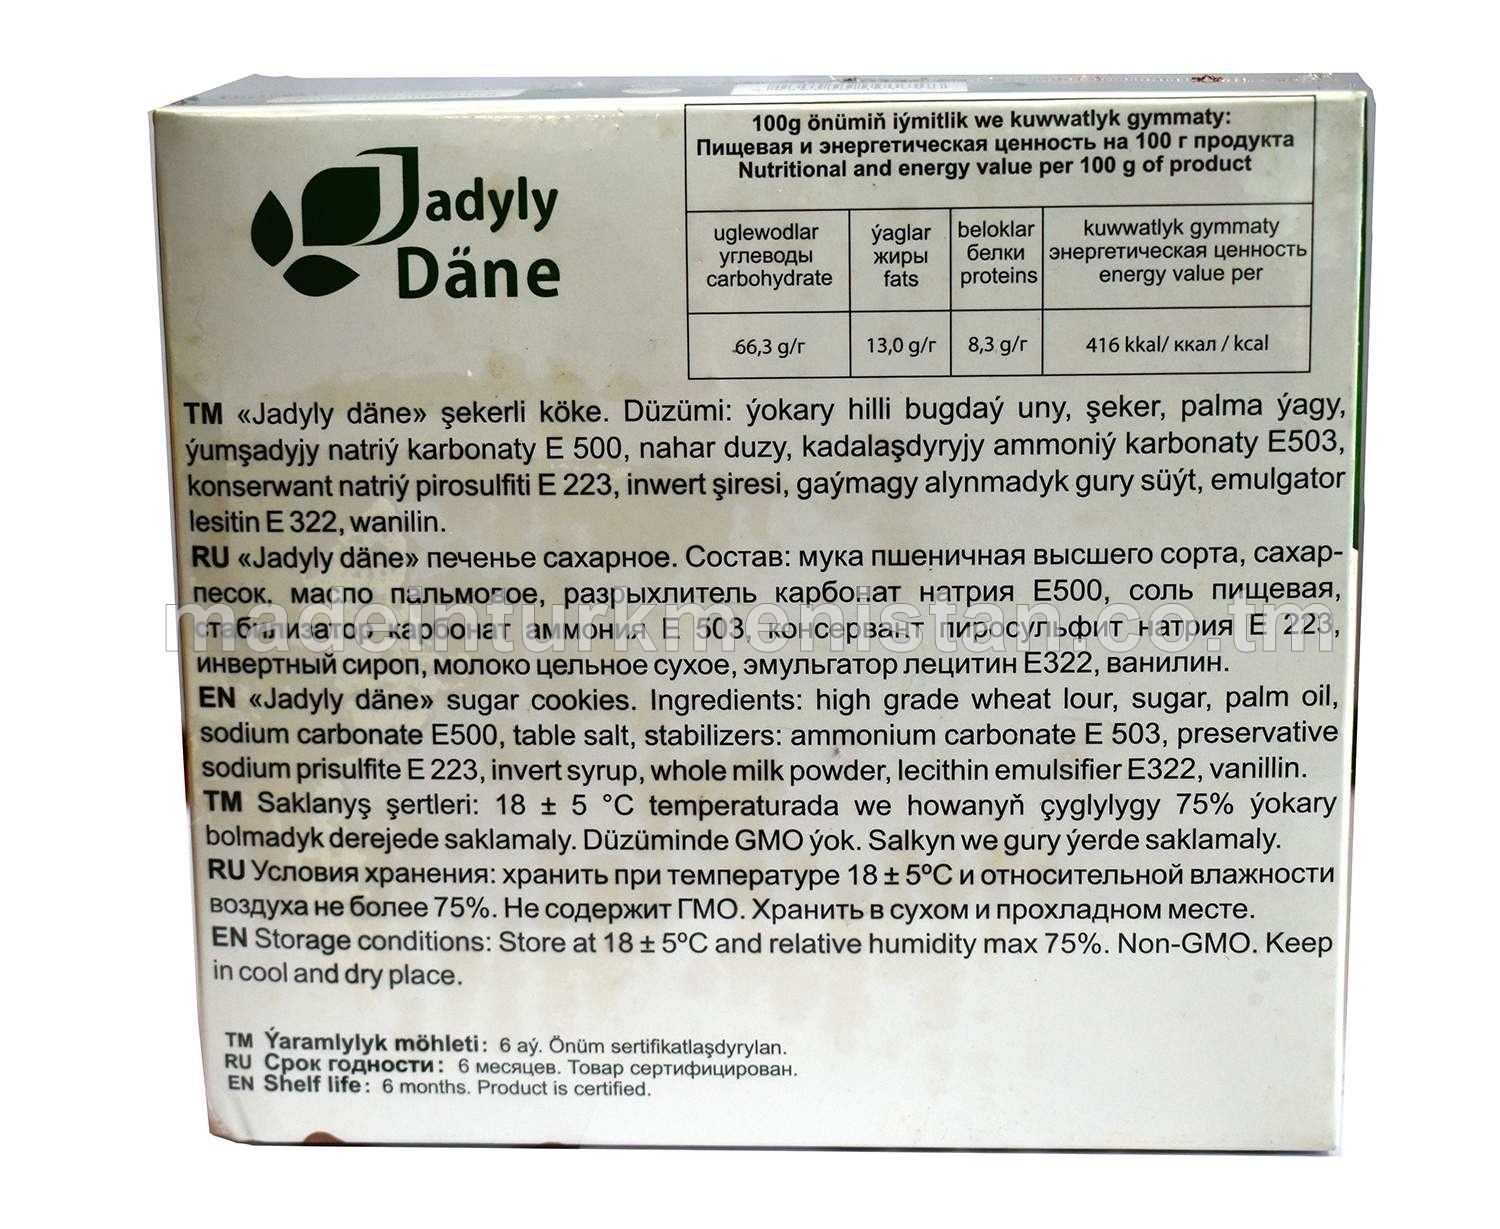 Jadyly
Däne
100g önümiň iýmitlik we kuwwatlyk gymmaty:
Пищевая и энергетическая ценность на 100 г продукта
Nutritional and energy value per 100 g of product
uglewodlar
углеводы
carbohydrate
ýaglar
жиры
fats
beloklar
белки
proteins
kuwwatlyk gymmaty
энергетическая ценность
energy value per
66,3 g/г
13,0 g/г
8,3 g/г
416 kkal/ ккал / kcal
TM «Jadyly däne» şekerli köke. Düzümi: ýokary hilli bugdaý uny, şeker, palma ýagy,
ýumşadyjy natriý karbonaty E 500, nahar duzy, kadalaşdyryjy ammoniý karbonaty E503,
konserwant natriý pirosulfiti E 223, inwert şiresi, gaýmagy alynmadyk gury süýt, emulgator
lesitin E 322, wanilin.
RU «Jadyly däne» печенье сахарное. Состав: мука пшеничная высшего сорта, сахар-
песок, масло пальмовое, разрыхлитель карбонат натрия E500, соль пищевая,
madeinturkmenistan.co.tm
стабилизатор карбонат аммония E 503, консервант пиросульфит натрия E 223,
инвертный сироп, молоко цельное сухое, эмульгатор лецитин E322, ванилин.
EN «Jadyly däne» sugar cookies. Ingredients: high grade wheat lour, sugar, palm oil,
sodium carbonate E500, table salt, stabilizers: ammonium carbonate E 503, preservative
sodium prisulfite E 223, invert syrup, whole milk powder, lecithin emulsifier E322, vanillin.
TM Saklanyş şertleri: 18 ± 5 °C temperaturada we howanyň çyglylygy 75% ýokary
bolmadyk derejede saklamaly. Düzüminde GMO ýok. Salkyn we gury ýerde saklamaly.
RU Условия хранения: хранить при температуре 18 ± 5ºC и относительной влажности
воздуха не более 75%. Не содержит ГМО. Хранить в сухом и прохладном месте.
EN Storage conditions: Store at 18 ± 5ºC and relative humidity max 75%. Non-GMO. Keep
in cool and dry place.
TM Ýaramlylyk möhleti: 6 aý. Önüm sertifikatlaşdyrylan.
RU Срок годности: 6 месяцев. Товар сертифицирован.
EN Shelf life: 6 months. Product is certified.